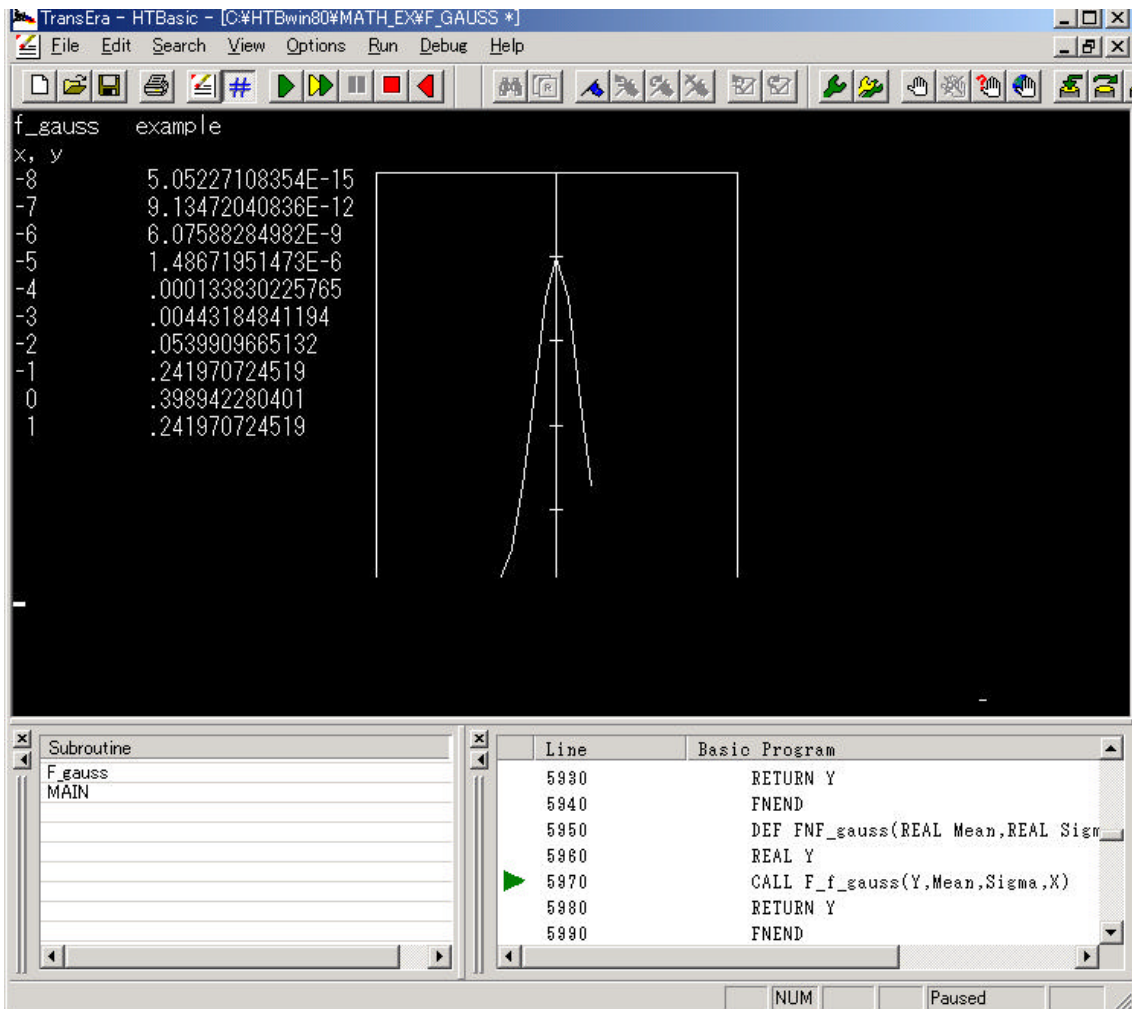 TransEra - HTBasic - [C:¥HTBwin80¥MATH_EX¥F_GAUSS *]
File Edit Search View Options Run Debug Help
f_gauss example
x, y
-8 5.05227108354E-15
-7 9.13472040836E-12
-6 6.07588284982E-9
-5 1.48671951473E-6
-4 .000133830225765
-3 .00443184841194
-2 .0539909665132
-1 .241970724519
0 .398942280401
1 .241970724519
Subroutine
F_gauss
MAIN
Line Basic Program
5930 RETURN Y
5940 FNEND
5950 DEF FNF_gauss(REAL Mean,REAL Sigm
5960 REAL Y
5970 CALL F_f_gauss(Y,Mean,Sigma,X)
5980 RETURN Y
5990 FNEND
NUM Paused